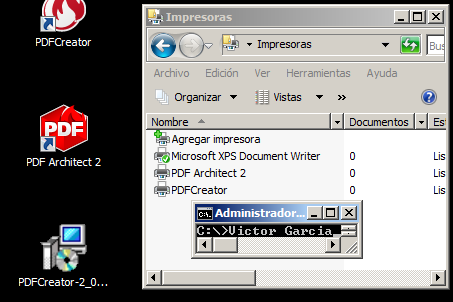 PDFCreator
PDF
PDF Architect 2
PDFCreator-2_0...
Impresoras
Impresoras
Bus
Archivo Edición Ver Herramientas Ayuda
Organizar Vistas »
Nombre Documentos Es
Agregar impresora
Microsoft XPS Document Writer 0 Lis
PDF Architect 2 0 Lis
PDFCreator 0 Lis
Administrador...
C:\>Victor Garcia_